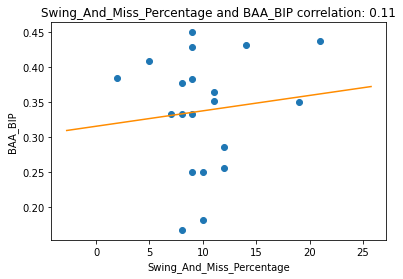 Swing_And_Miss_Percentage and BAA_BIP correlation: 0.11
0.45
0.40
0.35
0.30
0.25
0.20
BAA_BIP
0 5 10 15 20 25
Swing_And_Miss_Percentage